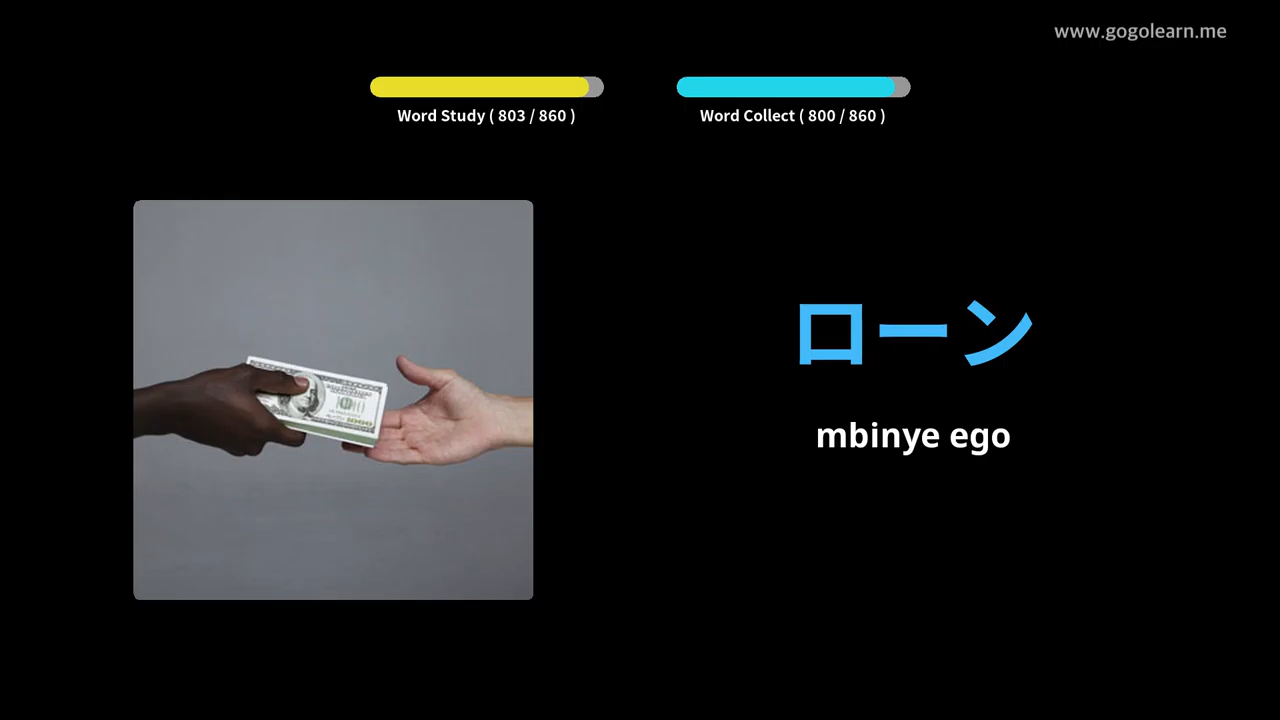 www.gogolearn.me
Word Study ( 803 / 860 )
Word Collect ( 800 / 860 )
ローン
mbinye ego